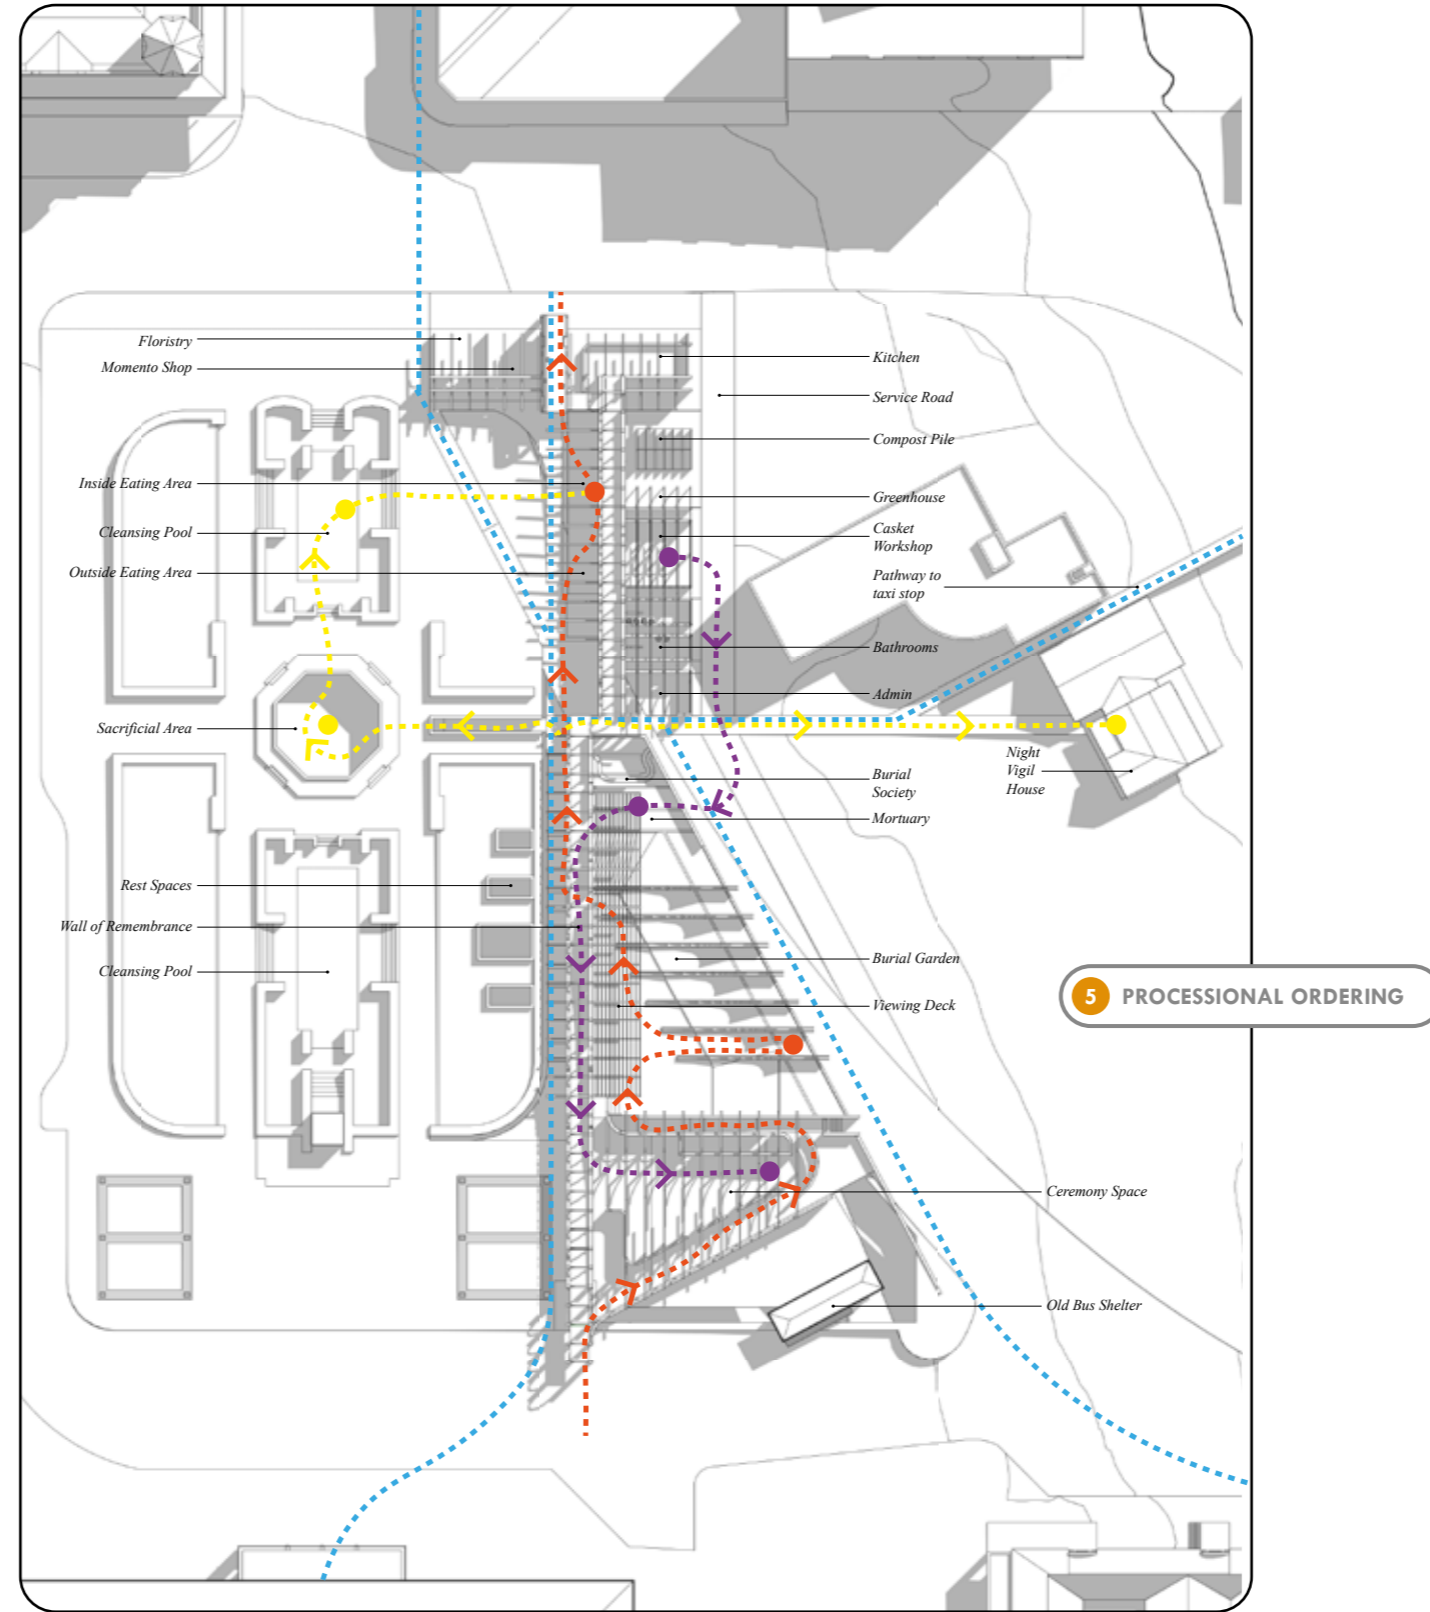 Floristry
Momento Shop
Inside Eating Area
Cleansing Pool
Outside Eating Area
Sacrificial Area
Rest Spaces
Wall of Remembrance
Cleansing Pool
Kitchen
Service Road
Compost Pile
Greenhouse
Casket
Workshop
Pathway to
taxi stop
Bathrooms
Admin
Night
Vigil
House
Burial
Society
Mortuary
Burial Garden
Viewing Deck
Ceremony Space
Old Bus Shelter
5 PROCESSIONAL ORDERING